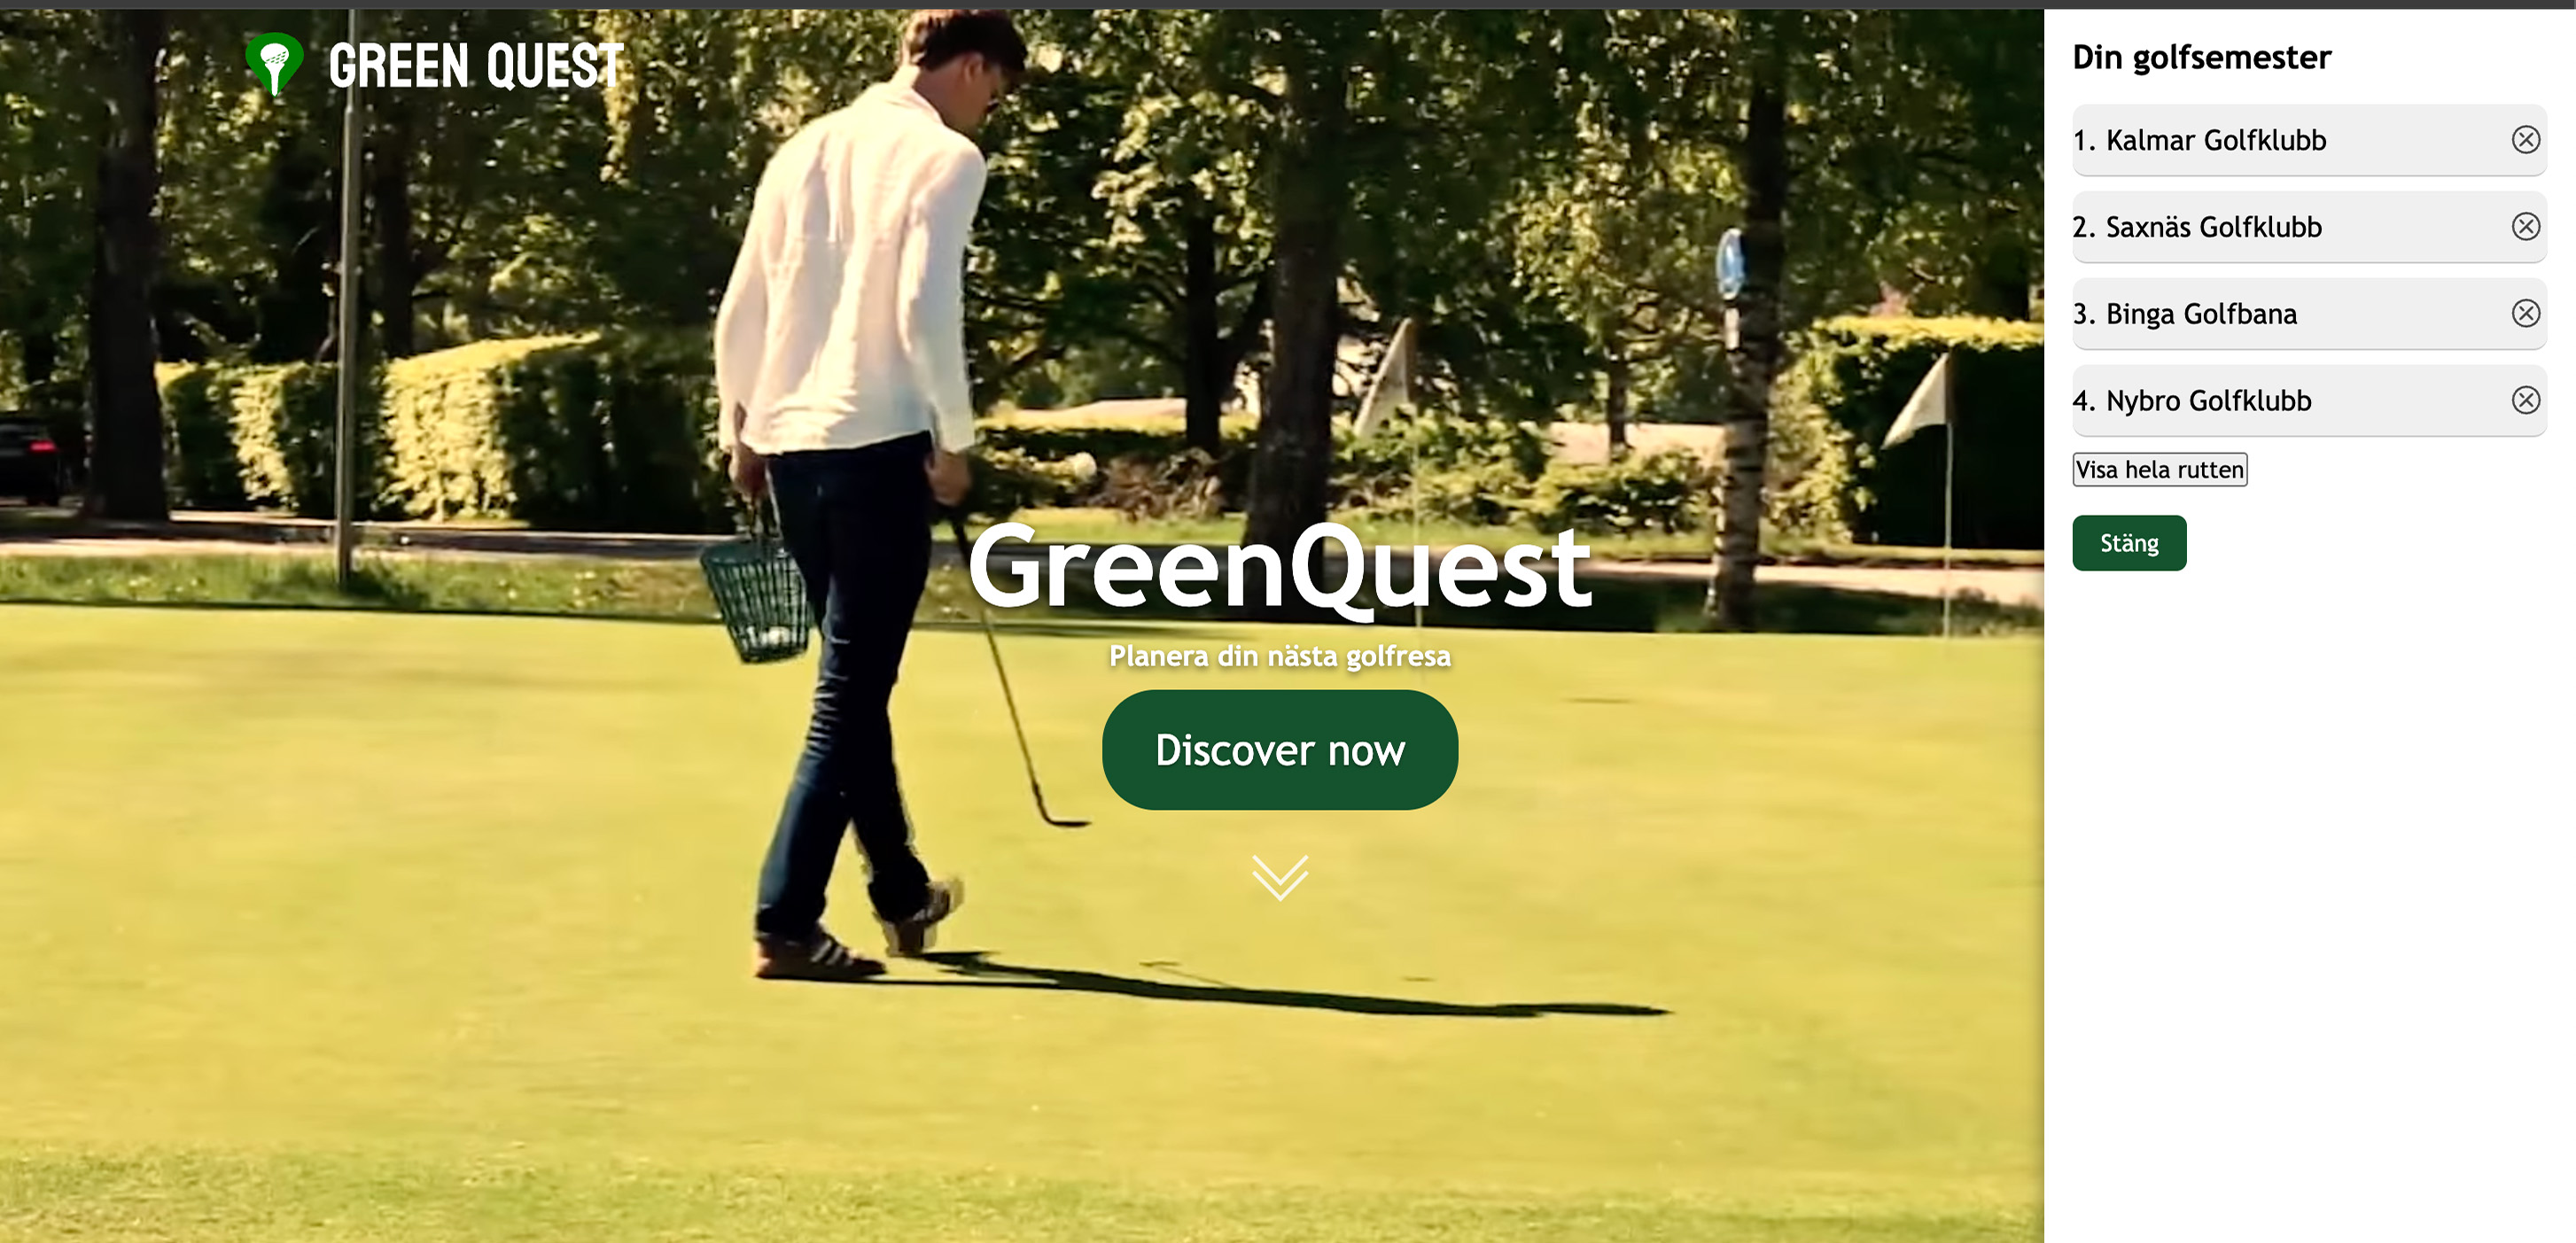 GREEN QUEST
GreenQuest
Planera din nästa golfresa
Discover now
Din golfsemester
1. Kalmar Golfklubb
2. Saxnäs Golfklubb
3. Binga Golfbana
4. Nybro Golfklubb
Visa hela rutten
Stäng